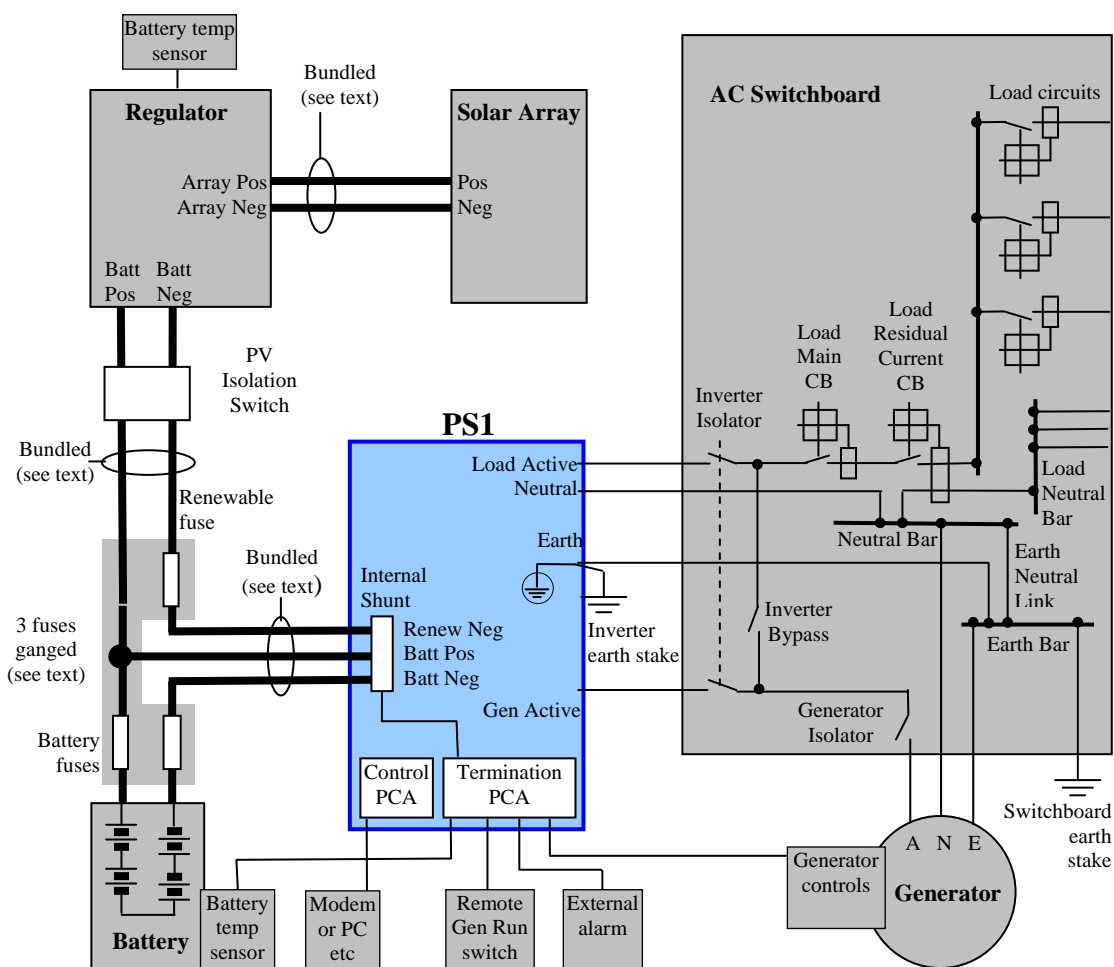 Battery temp
sensor
Regulator
Array Pos
Array Neg
Batt
Pos
Batt
Neg
Bundled
(see text)
Solar Array
Pos
Neg
PV
Isolation
Switch
Bundled
(see text)
Renewable
fuse
3 fuses
ganged
(see text)
Battery
fuses
Battery
Bundled
(see text)
PS1
Load Active
Neutral
Earth
Internal
Shunt
Renew Neg
Batt Pos
Batt Neg
Gen Active
Control
PCA
Termination
PCA
Inverter
earth stake
Battery
temp
sensor
Modem
or PC
etc
Remote
Gen Run
switch
External
alarm
AC Switchboard
Load circuits
Inverter
Isolator
Load
Main
CB
Load
Residual
Current
CB
Load
Neutral
Bar
Neutral Bar
Earth
Neutral
Link
Earth Bar
Inverter
Bypass
Generator
Isolator
Switchboard
earth
stake
A N E
Generator
controls
Generator